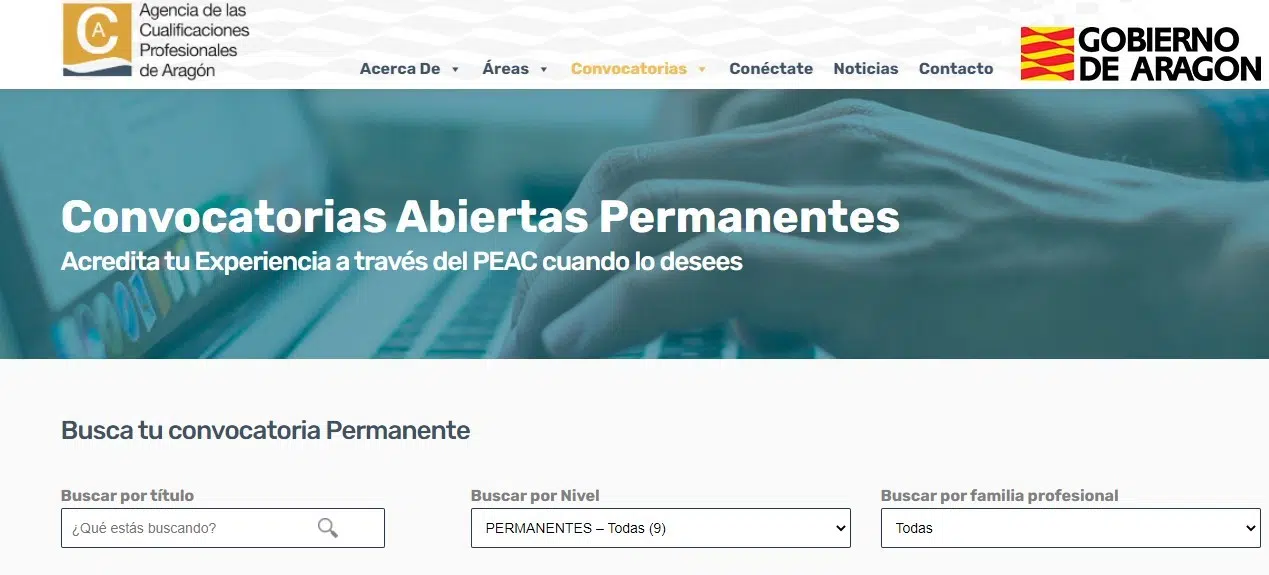 CA
Agencia de las
Cualificaciones
Profesionales
de Aragón
Acerca De Áreas Convocatorias Conéctate Noticias Contacto
GOBIERNO
DE ARAGON
Convocatorias Abiertas Permanentes
Acredita tu Experiencia a través del PEAC cuando lo desees
Busca tu convocatoria Permanente
Buscar por título
¿Qué estás buscando?
Buscar por Nivel
PERMANENTES – Todas (9)
Buscar por familia profesional
Todas